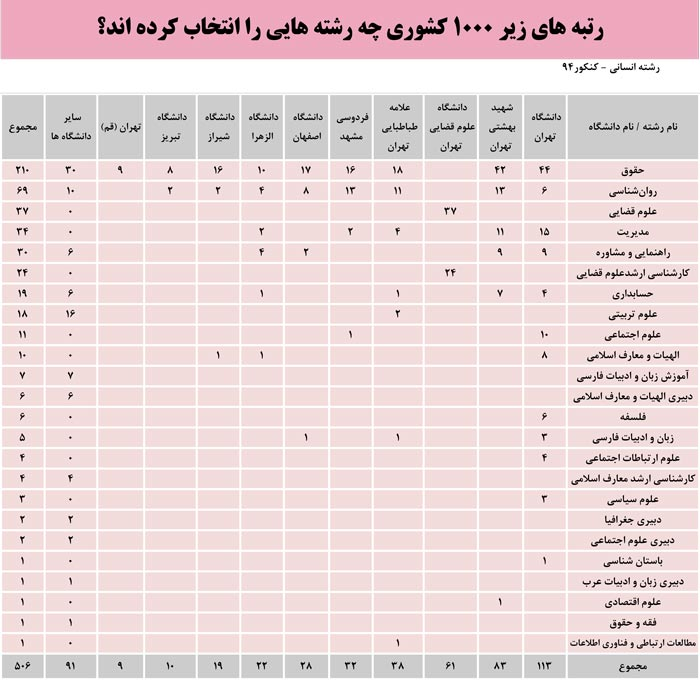 رتبه های زیر ۱۰۰۰ کشوری چه رشته هایی را انتخاب کرده اند؟
رشته انسانی - کنکور۹۴
نام رشته / نام دانشگاه دانشگاه تهران شهید بهشتی تهران دانشگاه علوم قضایی تهران علامه طباطبایی تهران فردوسی مشهد دانشگاه اصفهان دانشگاه الزهرا دانشگاه شیراز دانشگاه تبریز تهران (قم) سایر دانشگاه ها مجموع
حقوق ۴۴ ۴۲ ۱۸ ۱۶ ۱۷ ۱۰ ۱۶ ۸ ۹ ۳۰ ۲۱۰
روان‌شناسی ۶ ۱۳ ۱۱ ۱۳ ۸ ۴ ۲ ۲ ۱۰ ۶۹
علوم قضایی ۳۷ ۰ ۳۷
مدیریت ۱۵ ۱۱ ۴ ۲ ۲ ۰ ۳۴
راهنمایی و مشاوره ۹ ۹ ۲ ۴ ۶ ۳۰
کارشناسی ارشدعلوم قضایی ۲۴ ۰ ۲۴
حسابداری ۴ ۷ ۱ ۱ ۶ ۱۹
علوم تربیتی ۲ ۱۶ ۱۸
علوم اجتماعی ۱۰ ۱ ۰ ۱۱
الهیات و معارف اسلامی ۸ ۱ ۱ ۰ ۱۰
آموزش زبان و ادبیات فارسی ۷ ۷
دبیری الهیات و معارف اسلامی ۶ ۶
فلسفه ۶ ۰ ۶
زبان و ادبیات فارسی ۳ ۱ ۱ ۰ ۵
علوم ارتباطات اجتماعی ۴ ۰ ۴
کارشناسی ارشد معارف اسلامی ۴ ۴
علوم سیاسی ۳ ۰ ۳
دبیری جغرافیا ۲ ۲
دبیری علوم اجتماعی ۲ ۲
باستان شناسی ۱ ۰ ۱
دبیری زبان و ادبیات عرب ۱ ۱
علوم اقتصادی ۱ ۰ ۱
فقه و حقوق ۱ ۱
مطالعات ارتباطی و فناوری اطلاعات ۱ ۰ ۱
مجموع ۱۱۳ ۸۳ ۶۱ ۳۸ ۳۲ ۲۸ ۲۲ ۱۹ ۱۰ ۹ ۹۱ ۵۰۶